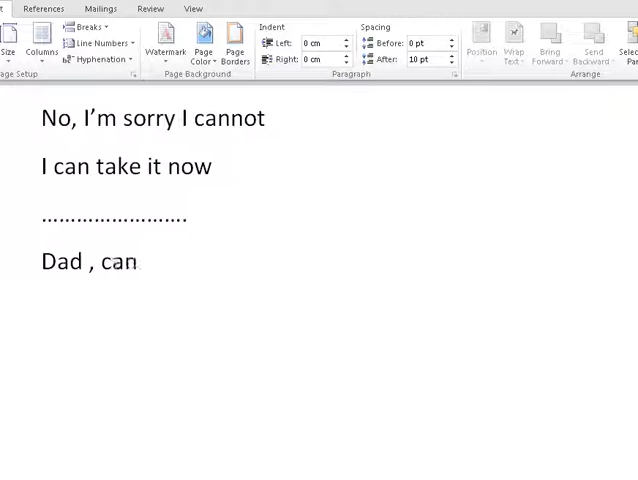 References Mailings Review View
Size Columns Breaks Line Numbers Hyphenation Watermark Page Color Page Borders Indent Left: 0 cm Right: 0 cm Spacing Before: 0 pt After: 10 pt Position Wrap Text Bring Forward Send Backward
Page Background Paragraph Arrange
No, I’m sorry I cannot
I can take it now
…………………….
Dad , can